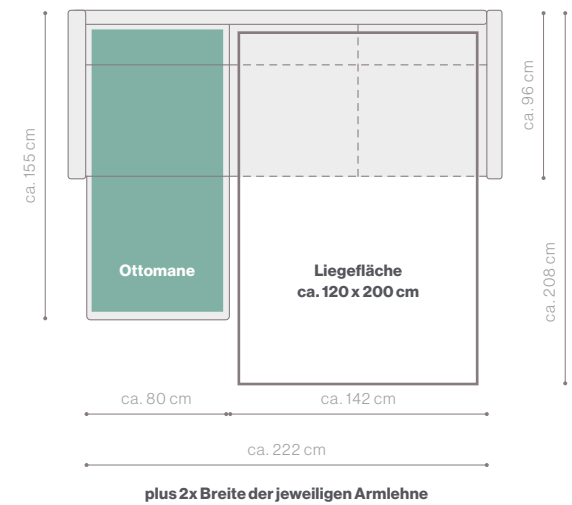 ca. 155 cm
ca. 96 cm
ca. 208 cm
Ottomane
Liegefläche
ca. 120 x 200 cm
ca. 80 cm
ca. 142 cm
ca. 222 cm
plus 2x Breite der jeweiligen Armlehne